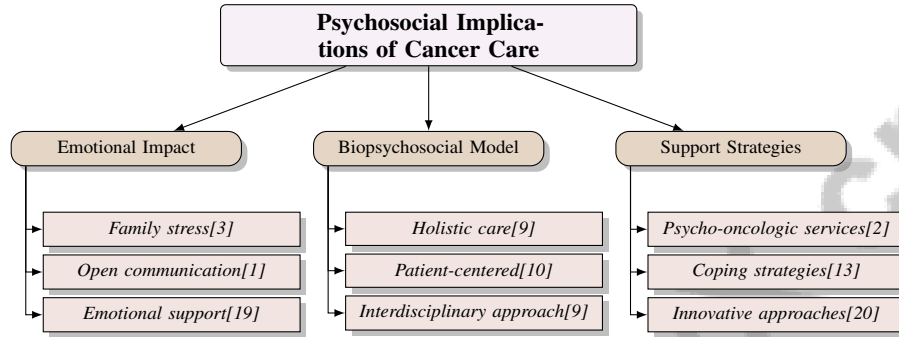 Psychosocial Implica-
tions of Cancer Care
Emotional Impact
Biopsychosocial Model
Support Strategies
Family stress[3]
Holistic care[9]
Psycho-oncologic services[2]
Open communication[1]
Patient-centered[10]
Coping strategies[13]
Emotional support[19]
Interdisciplinary approach[9]
Innovative approaches[20]